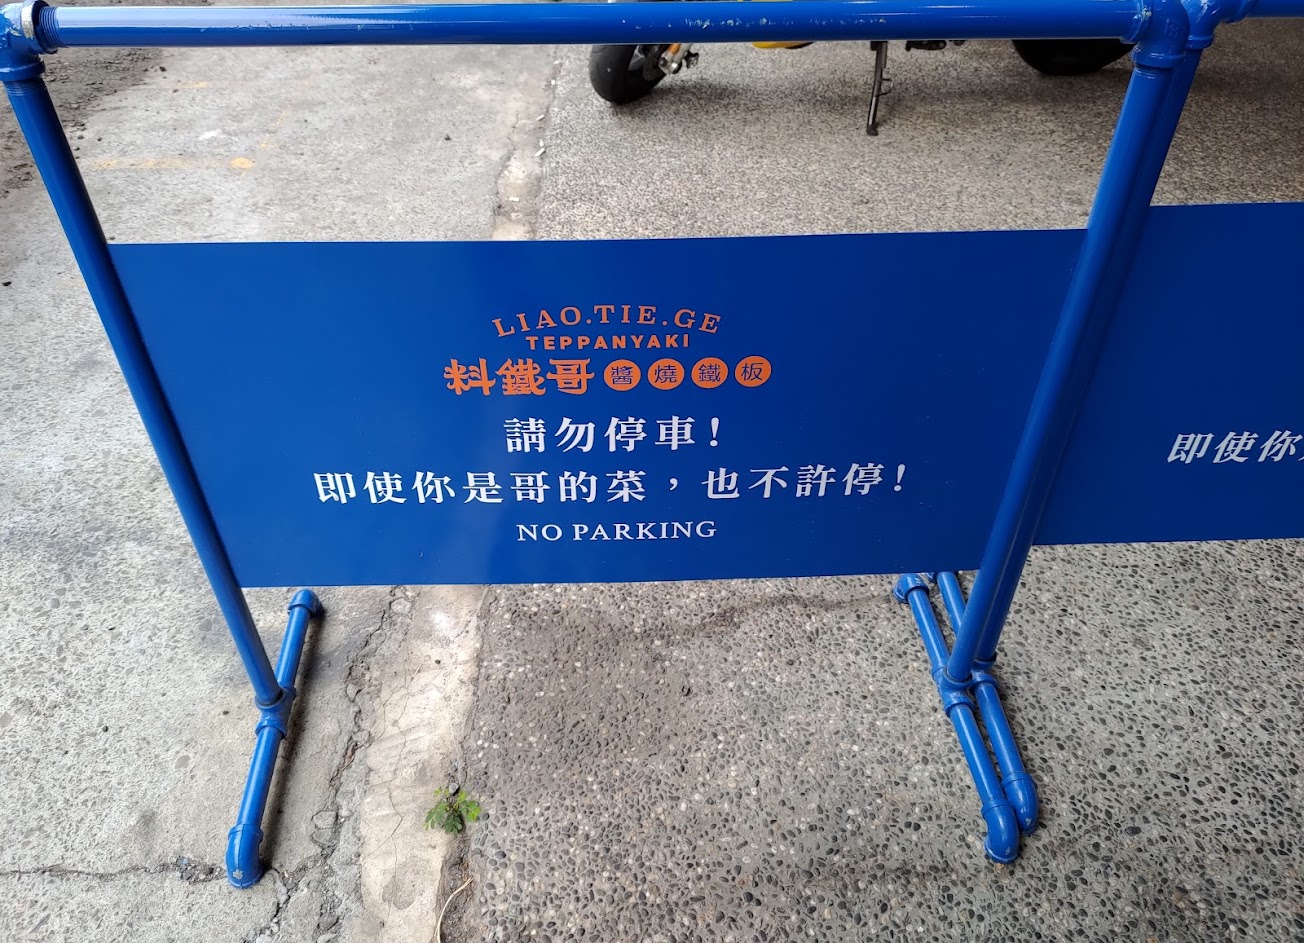 LIAO.TIE.GE
TEPPANYAKI
料鐵哥 醬燒鐵板
請勿停車！
即使你是哥的菜，也不許停！
NO PARKING
即使你